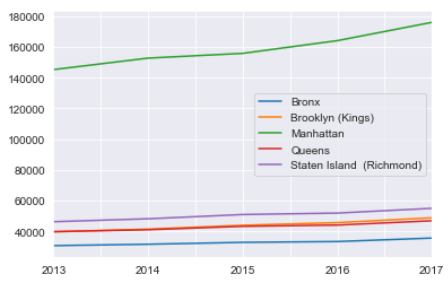 180000
160000
140000
120000
100000
80000
60000
40000
Bronx
Brooklyn (Kings)
Manhattan
Queens
Staten Island  (Richmond)
2013 2014 2015 2016 2017